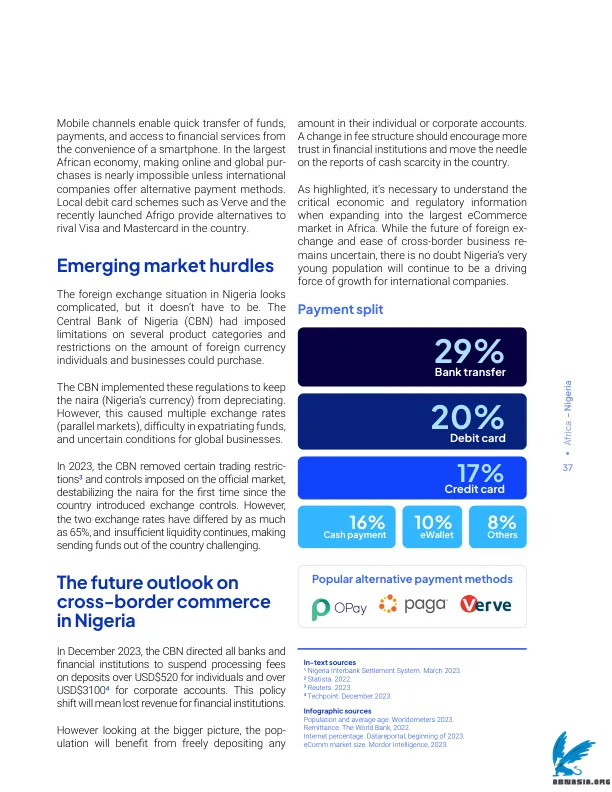 Mobile channels enable quick transfer of funds,
payments, and access to financial services from
the convenience of a smartphone. In the largest
African economy, making online and global pur-
chases is nearly impossible unless international
companies offer alternative payment methods.
Local debit card schemes such as Verve and the
recently launched Afrigo provide alternatives to
rival Visa and Mastercard in the country.
Emerging market hurdles
The foreign exchange situation in Nigeria looks
complicated, but it doesn't have to be. The
Central Bank of Nigeria (CBN) had imposed
limitations on several product categories and
restrictions on the amount of foreign currency
individuals and businesses could purchase.
The CBN implemented these regulations to keep
the naira (Nigeria's currency) from depreciating.
However, this caused multiple exchange rates
(parallel markets), difficulty in expatriating funds,
and uncertain conditions for global businesses.
In 2023, the CBN removed certain trading restric-
tions³ and controls imposed on the official market,
destabilizing the naira for the first time since the
country introduced exchange controls. However,
the two exchange rates have differed by as much
as 65%, and insufficient liquidity continues, making
sending funds out of the country challenging.
The future outlook on
cross-border commerce
in Nigeria
In December 2023, the CBN directed all banks and
financial institutions to suspend processing fees
on deposits over USD$520 for individuals and over
USD$3100⁴ for corporate accounts. This policy
shift will mean lost revenue for financial institutions.
However looking at the bigger picture, the pop-
ulation will benefit from freely depositing any
amount in their individual or corporate accounts.
A change in fee structure should encourage more
trust in financial institutions and move the needle
on the reports of cash scarcity in the country.
As highlighted, it's necessary to understand the
critical economic and regulatory information
when expanding into the largest eCommerce
market in Africa. While the future of foreign ex-
change and ease of cross-border business re-
mains uncertain, there is no doubt Nigeria's very
young population will continue to be a driving
force of growth for international companies.
Payment split
29%
Bank transfer
20%
Debit card
17%
Credit card
16%
Cash payment
10%
eWallet
8%
Others
Popular alternative payment methods
OPay
paga
Verve
In-text sources
¹ Nigeria Interbank Settlement System. March 2023.
² Statista. 2022.
³ Reuters. 2023.
⁴ Techpoint. December 2023.
Infographic sources
Population and average age: Worldometers 2023.
Remittance: The World Bank, 2022.
Internet percentage: Datareportal, beginning of 2023.
eComm market size: Mordor Intelligence, 2023.
• Africa – Nigeria
37
ABNASIA.ORG